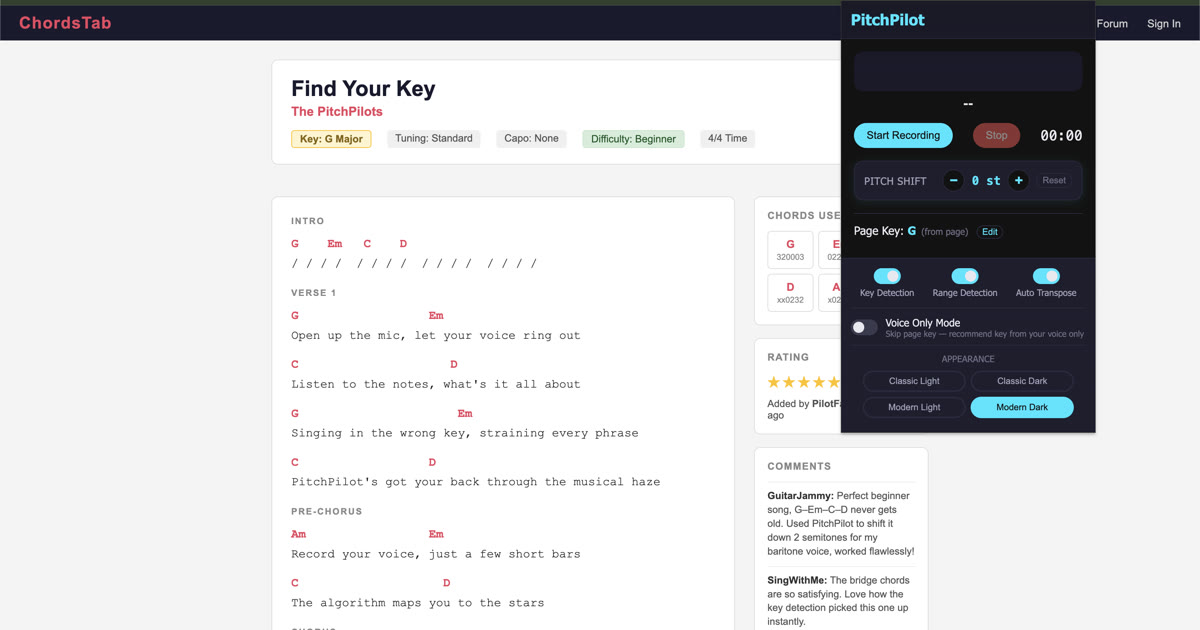 ChordsTab
Forum Sign In
Find Your Key
The PitchPilots
Key: G Major Tuning: Standard Capo: None Difficulty: Beginner 4/4 Time
INTRO
G Em C D
/ / / / / / / / / / / / / / / /
VERSE 1
G Em
Open up the mic, let your voice ring out
C D
Listen to the notes, what's it all about
G Em
Singing in the wrong key, straining every phrase
C D
PitchPilot's got your back through the musical haze
PRE-CHORUS
Am Em
Record your voice, just a few short bars
C D
The algorithm maps you to the stars
CHORDS USE
G
320003
E
022
D
xx0232
A
x02
RATING
★★★★★
Added by PilotFa
ago
COMMENTS
GuitarJammy: Perfect beginner
song, G–Em–C–D never gets
old. Used PitchPilot to shift it
down 2 semitones for my
baritone voice, worked flawlessly!
SingWithMe: The bridge chords
are so satisfying. Love how the
key detection picked this one up
instantly.
PitchPilot
--
Start Recording Stop 00:00
PITCH SHIFT − 0 st + Reset
Page Key: G (from page) Edit
Key Detection Range Detection Auto Transpose
Voice Only Mode
Skip page key — recommend key from your voice only
APPEARANCE
Classic Light Classic Dark
Modern Light Modern Dark